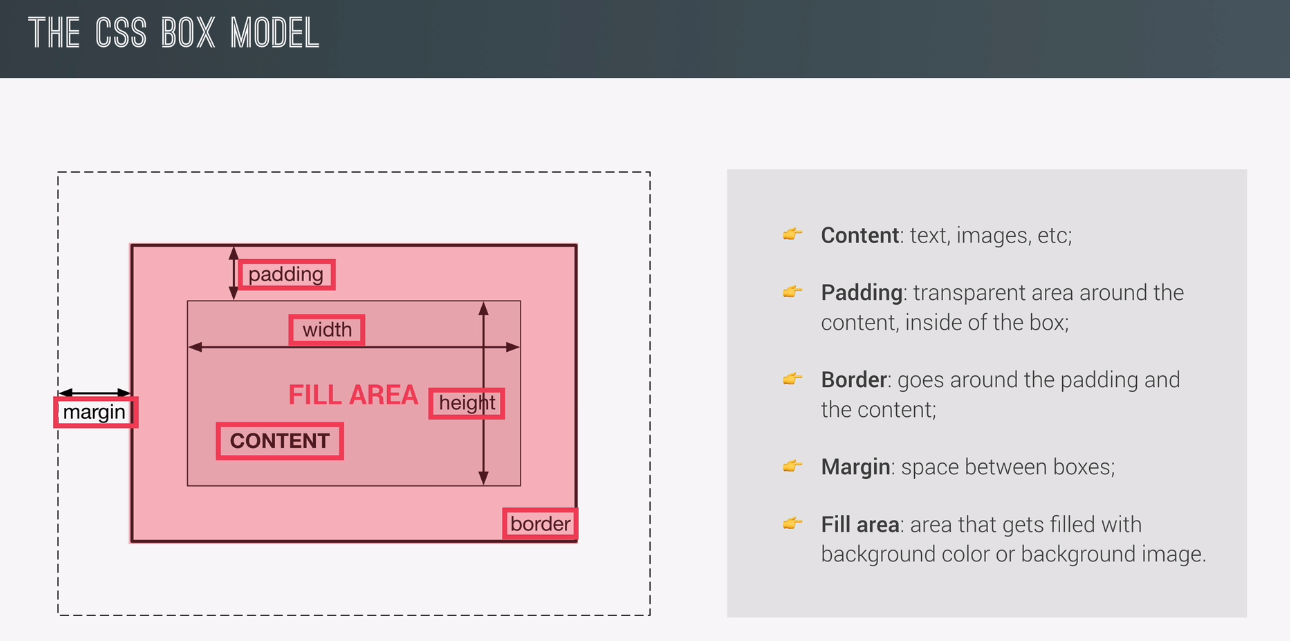 THE CSS BOX MODEL
padding
width
FILL AREA
height
margin
CONTENT
border
Content: text, images, etc;
Padding: transparent area around the
content, inside of the box;
Border: goes around the padding and
the content;
Margin: space between boxes;
Fill area: area that gets filled with
background color or background image.